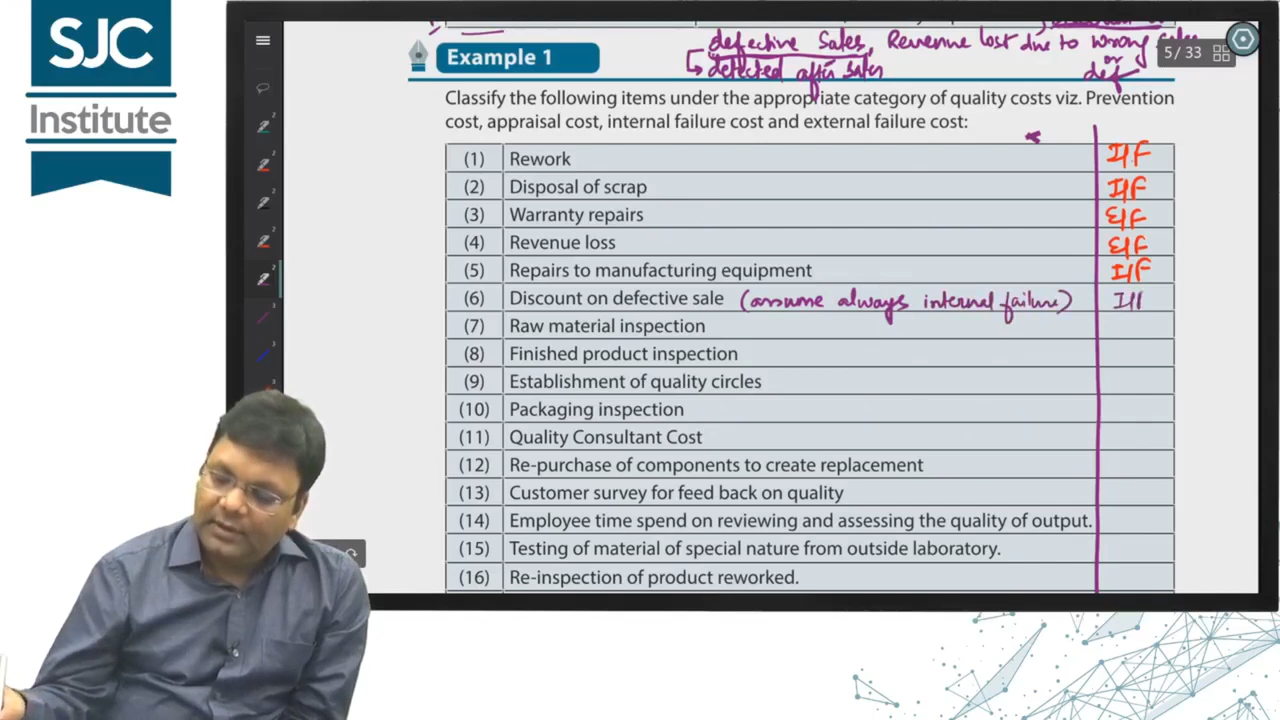 SJC
Institute
defective Sales, Revenue lost due to wrong
or
detected after sales
def
5 / 33
Example 1
Classify the following items under the appropriate category of quality costs viz. Prevention
cost, appraisal cost, internal failure cost and external failure cost:
(1) Rework I/F
(2) Disposal of scrap I/F
(3) Warranty repairs E/F
(4) Revenue loss E/F
(5) Repairs to manufacturing equipment I/F
(6) Discount on defective sale (assume always internal failure)
(7) Raw material inspection
(8) Finished product inspection
(9) Establishment of quality circles
(10) Packaging inspection
(11) Quality Consultant Cost
(12) Re-purchase of components to create replacement
(13) Customer survey for feed back on quality
(14) Employee time spend on reviewing and assessing the quality of output.
(15) Testing of material of special nature from outside laboratory.
(16) Re-inspection of product reworked.